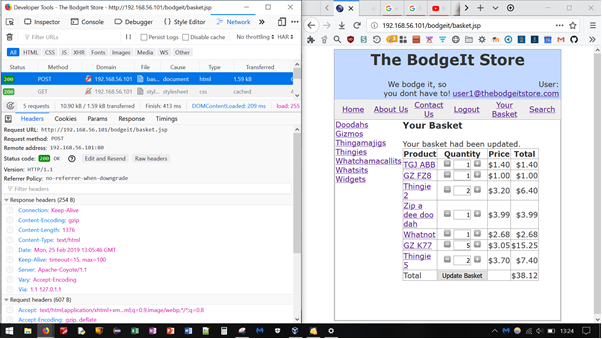 Developer Tools - The Bodgeit Store - http://192.168.56.101/bodgeit/basket.jsp
Inspector Console Debugger Style Editor Network
Filter URLs Persist Logs Disable cache No throttling HAR
All HTML CSS JS XHR Fonts Images Media WS Other
Status Method Domain File Cause Type Transferred
200 POST 192.168.56.101 bas... document html 1.59 kB
200 GET 192.168.56.101 style... stylesheet css cached
5 requests 10.90 kB / 1.59 kB transferred Finish: 413 ms DOMContentLoaded: 209 ms load: 255
Headers Cookies Params Response Timings
Request URL: http://192.168.56.101/bodgeit/basket.jsp
Request method: POST
Remote address: 192.168.56.101:80
Status code: 200 OK Edit and Resend Raw headers
Version: HTTP/1.1
Referrer Policy: no-referrer-when-downgrade
Filter headers
Response headers (254 B)
Connection: Keep-Alive
Content-Encoding: gzip
Content-Length: 1376
Content-Type: text/html
Date: Mon, 25 Feb 2019 13:05:46 GMT
Keep-Alive: timeout=15, max=100
Server: Apache-Coyote/1.1
Vary: Accept-Encoding
Via: 1.1 127.0.1.1
Request headers (607 B)
Accept: text/html,application/xhtml+xm...ml;q=0.9,image/webp,*/*;q=0.8
Accept-Encoding: gzip, deflate
192.168.56.101/bodgeit/basket.jsp
The BodgeIt Store
We bodge it, so
you dont have to!
User:
user1@thebodgeitstore.com
Home About Us Contact Us Logout Your Basket Search
Doodahs
Gizmos
Thingamajigs
Thingies
Whatchamacallits
Whatsits
Widgets
Your Basket
Your basket had been updated.
Product Quantity Price Total
TGJ ABB 1 $1.40 $1.40
GZ FZ8 1 $1.00 $1.00
Thingie
2 2 $3.20 $6.40
Zip a
dee doo
dah 1 $3.99 $3.99
Whatnot 1 $2.68 $2.68
GZ K77 5 $3.05 $15.25
Thingie
5 2 $3.70 $7.40
Total Update Basket $38.12
13:24